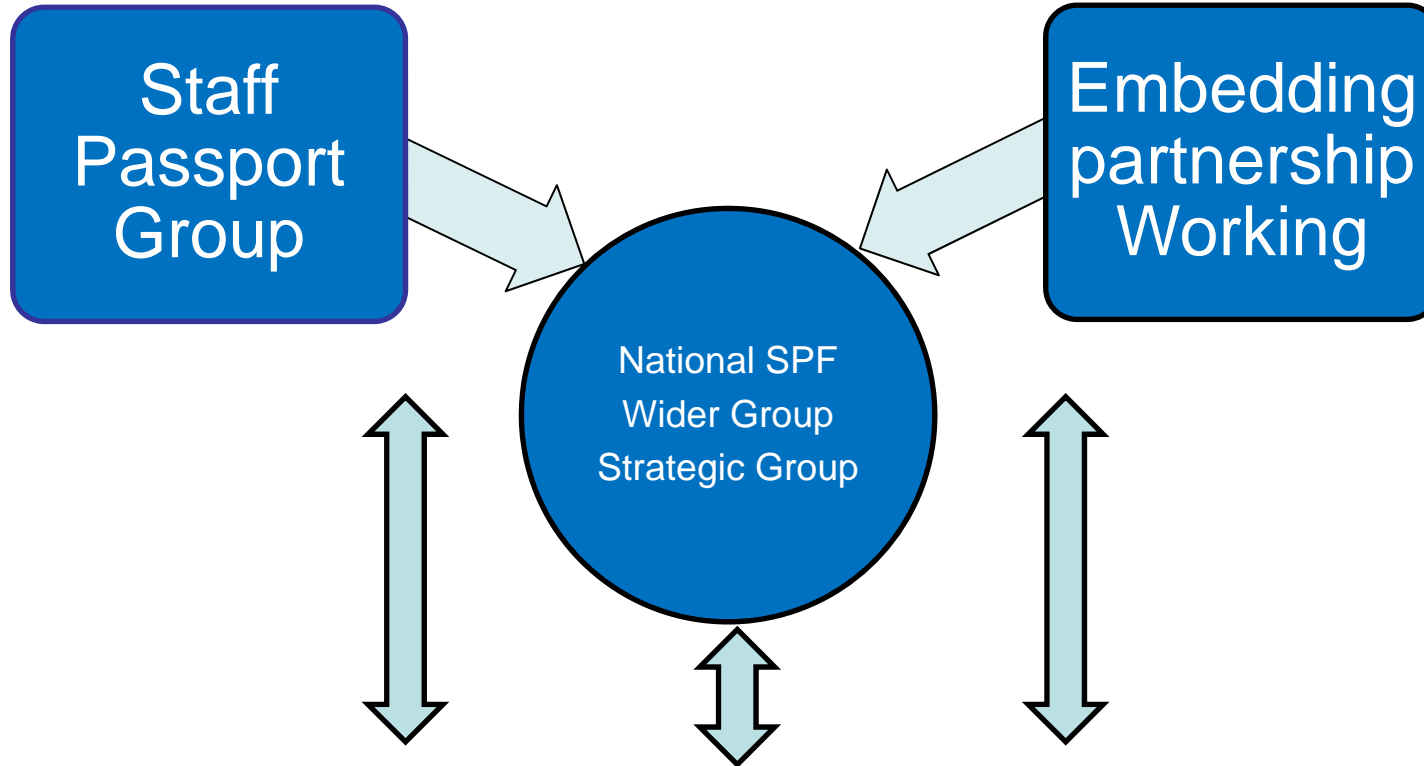 Staff
Passport
Group
Embedding
partnership
Working
National SPF
Wider Group
Strategic Group